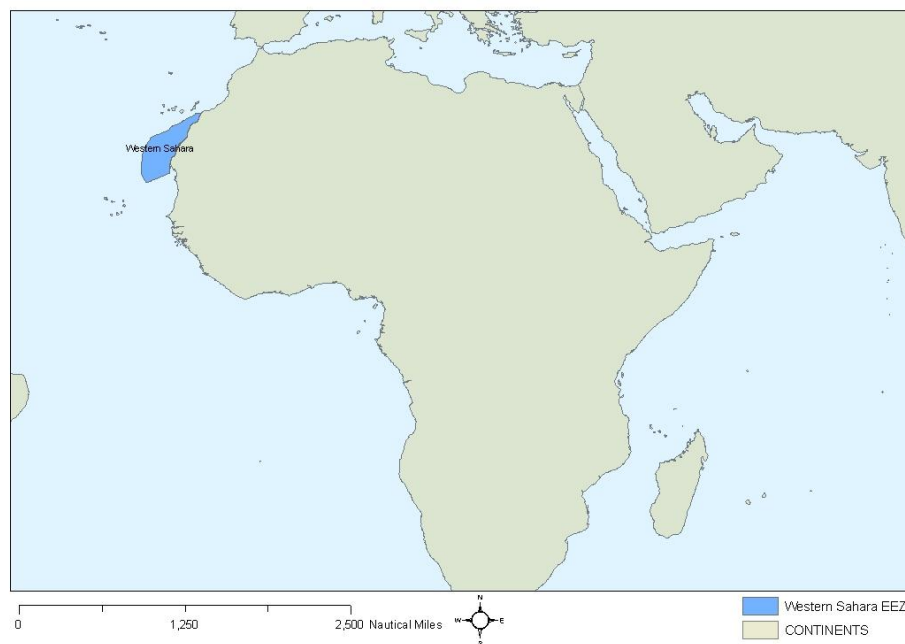 Western Sahara
N
W
E
S
0
1,250
2,500 Nautical Miles
Western Sahara EEZ
CONTINENTS